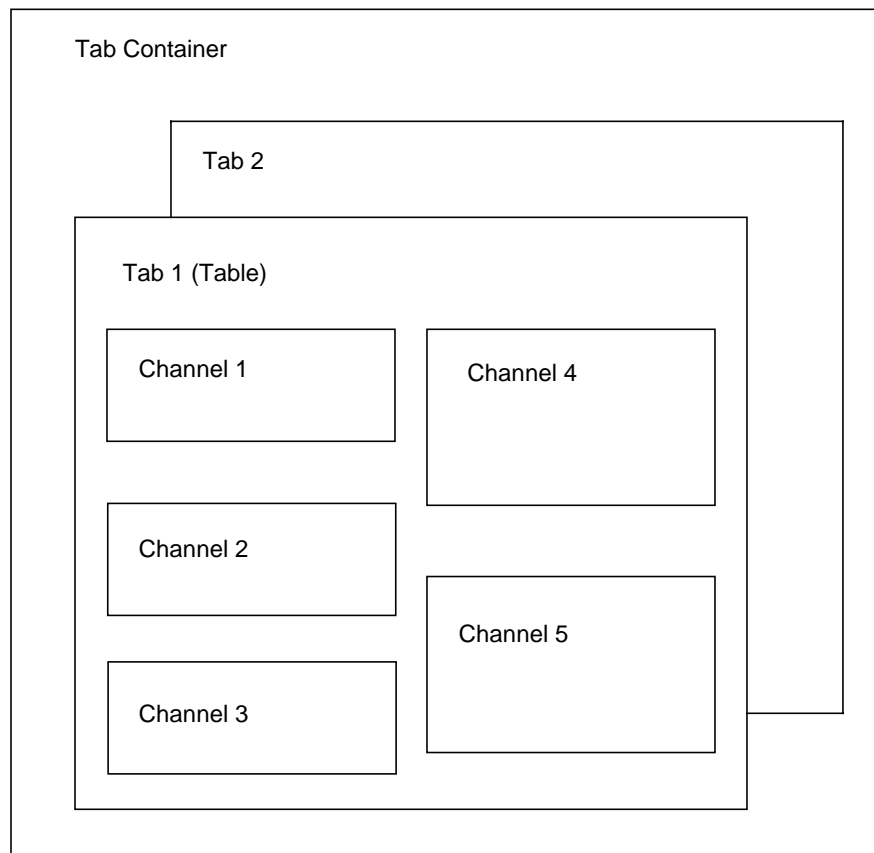 Tab Container
Tab 2
Tab 1 (Table)
Channel 1
Channel 4
Channel 2
Channel 5
Channel 3